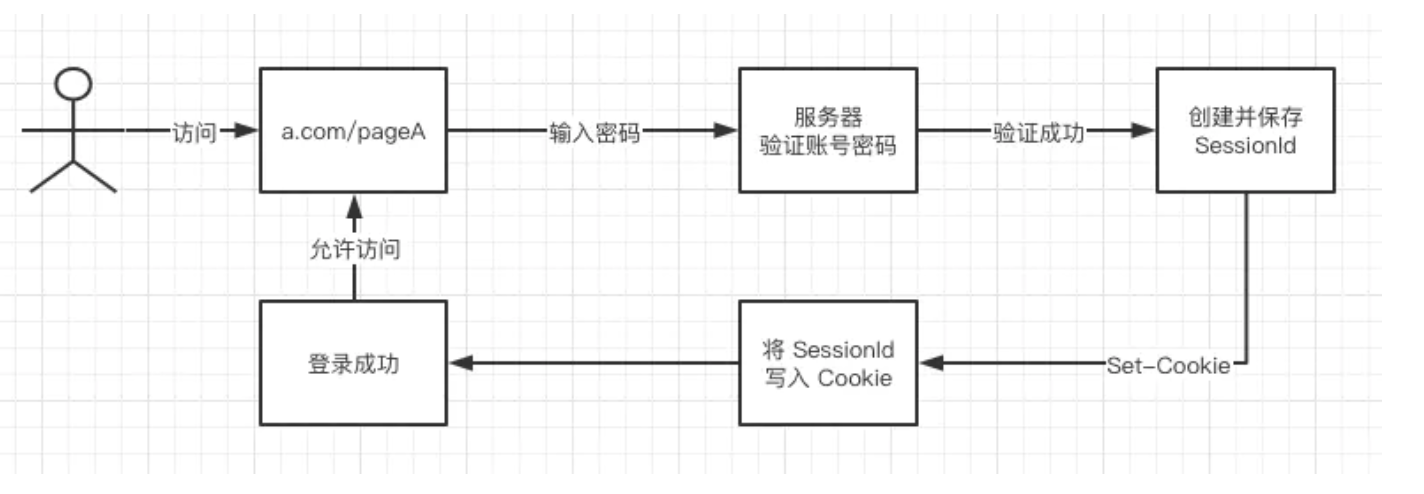 访问
a.com/pageA
输入密码
服务器
验证账号密码
验证成功
创建并保存
SessionId
允许访问
登录成功
将 SessionId
写入 Cookie
Set-Cookie